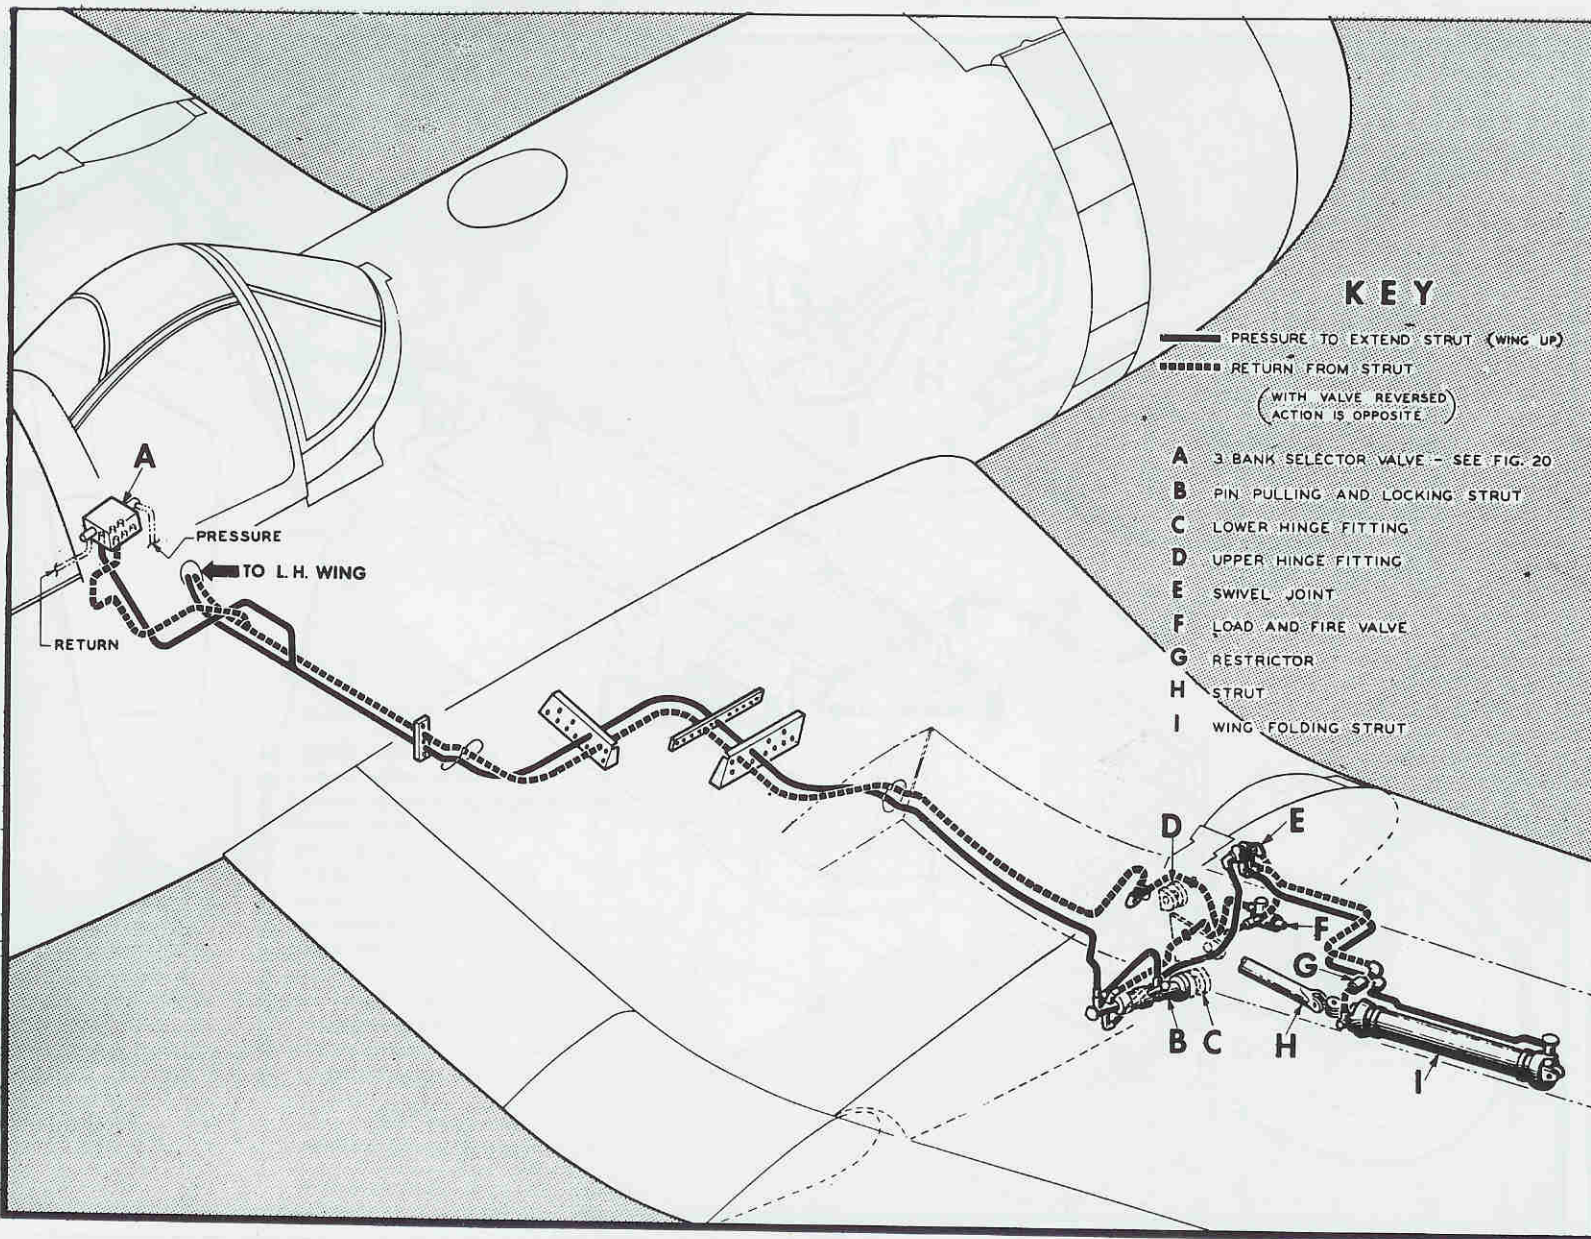 KEY
PRESSURE TO EXTEND STRUT (WING UP)
RETURN FROM STRUT
(WITH VALVE REVERSED
ACTION IS OPPOSITE)
A 3 BANK SELECTOR VALVE - SEE FIG. 20
B PIN PULLING AND LOCKING STRUT
C LOWER HINGE FITTING
D UPPER HINGE FITTING
E SWIVEL JOINT
F LOAD AND FIRE VALVE
G RESTRICTOR
H STRUT
I WING FOLDING STRUT
A
PRESSURE
TO L.H. WING
RETURN
D
E
F
G
B
C
H
I